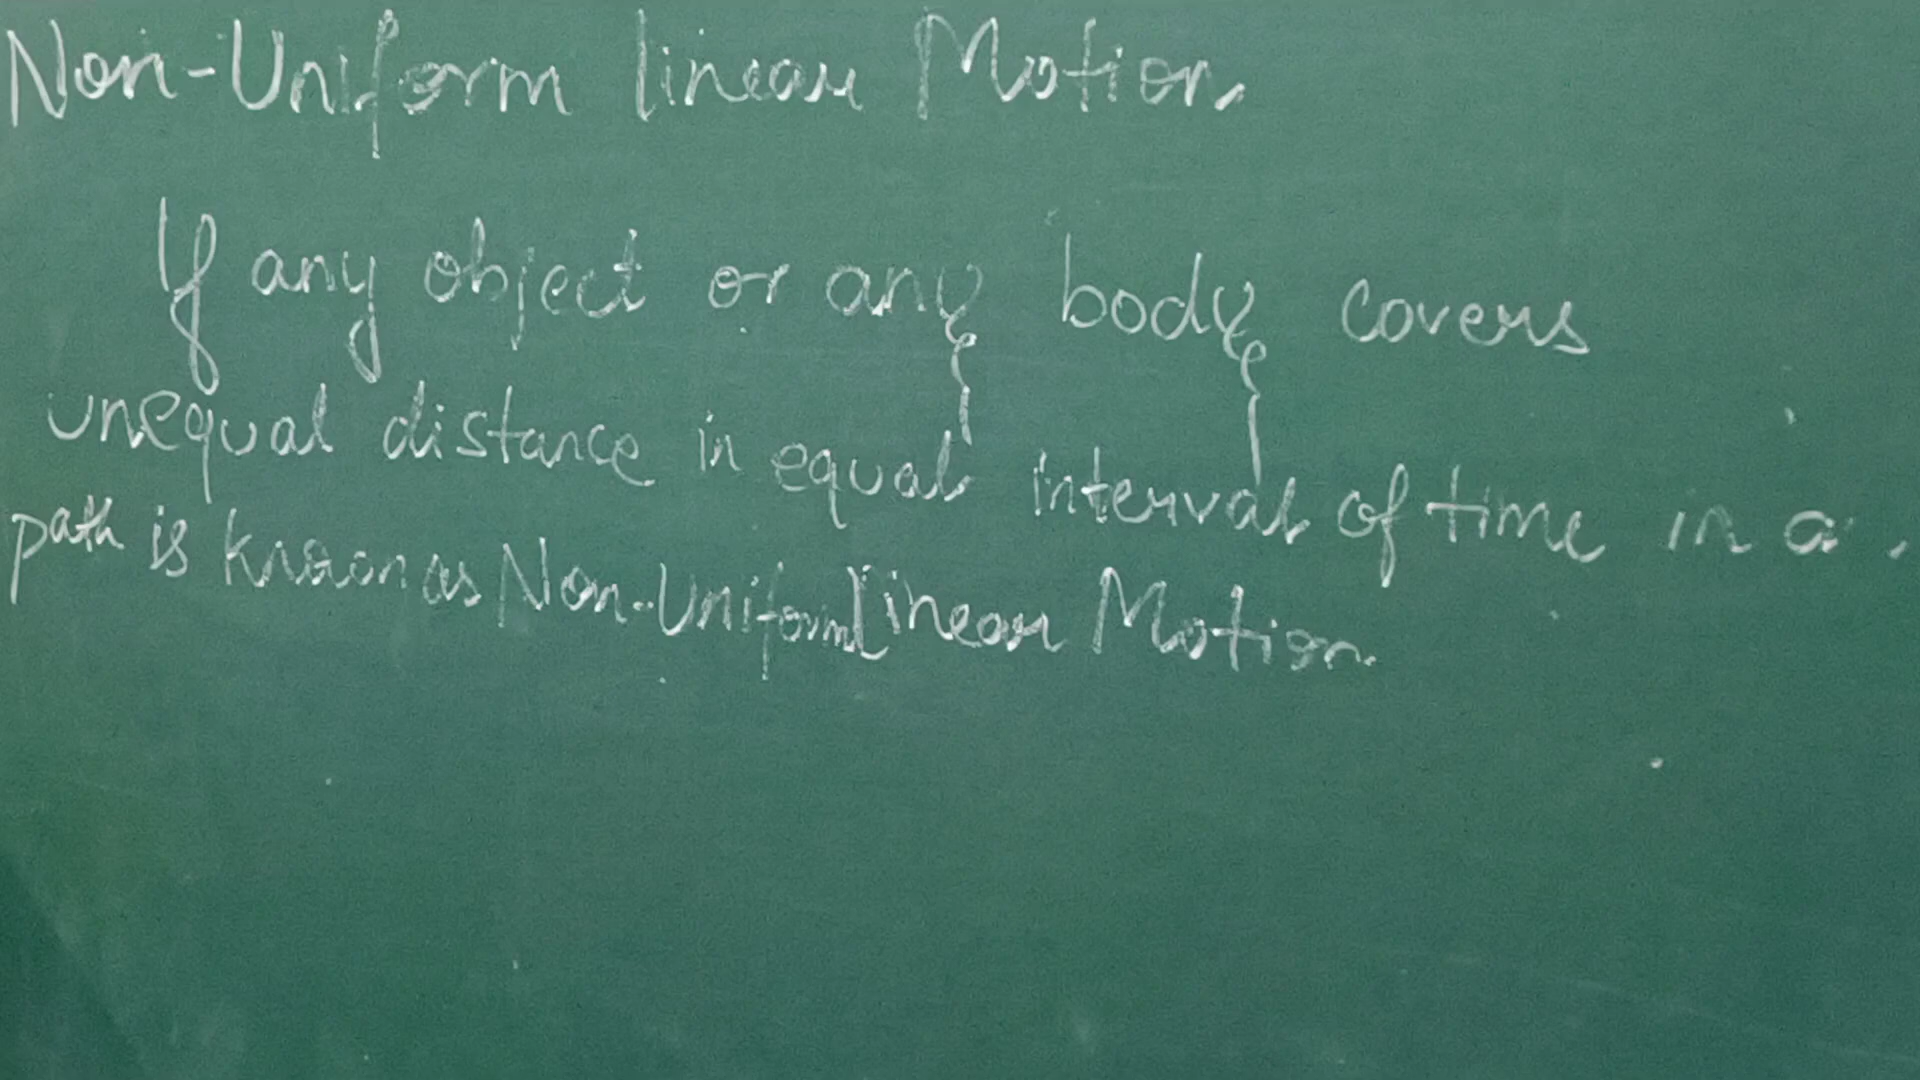 Non-Uniform linear Motion.
If any object or any body covers
unequal distance in equal interval of time in a
path is known as Non-Uniform linear Motion.